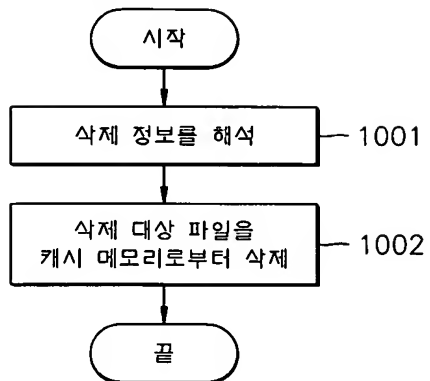 시작
삭제 정보를 해석
1001
삭제 대상 파일을
캐시 메모리로부터 삭제
1002
끝